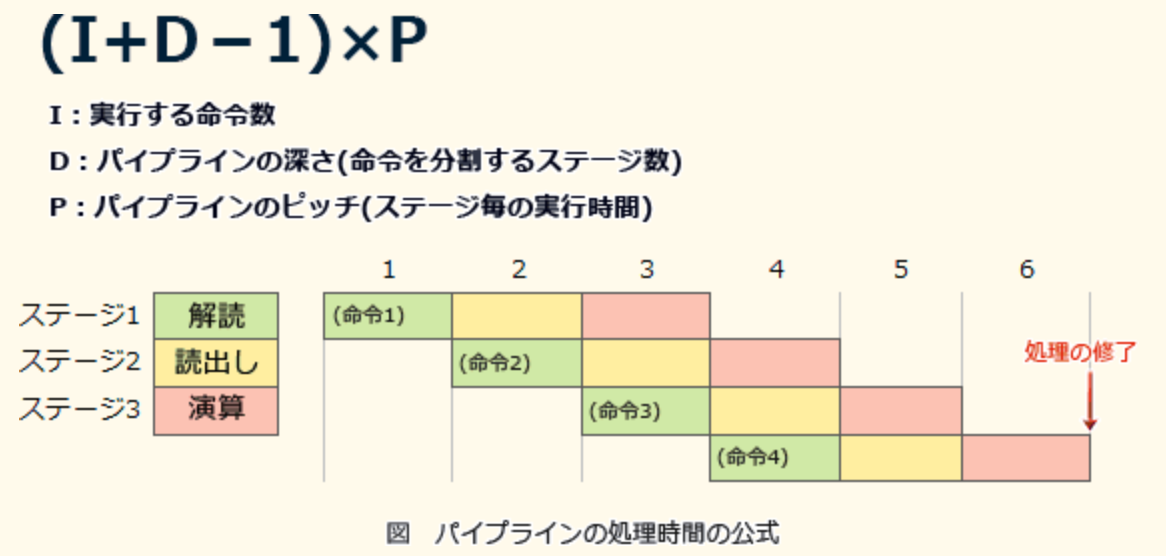 (I+D－1)×P
I：実行する命令数
D：パイプラインの深さ(命令を分割するステージ数)
P：パイプラインのピッチ(ステージ毎の実行時間)
1 2 3 4 5 6
ステージ1 解読 (命令1)
処理の修了
ステージ2 読出し (命令2)
ステージ3 演算 (命令3)
(命令4)
図　パイプラインの処理時間の公式